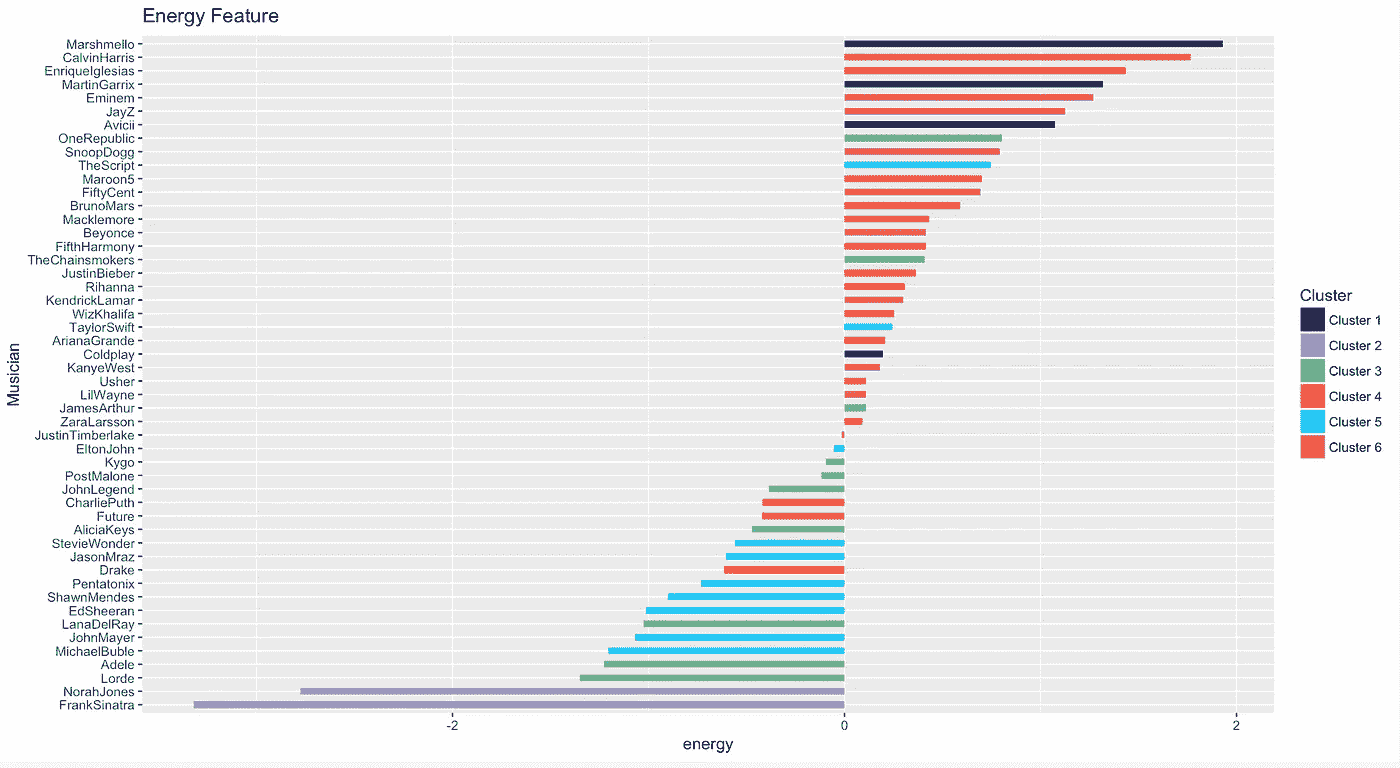 Energy Feature
Marshmello
CalvinHarris
EnriqueIglesias
MartinGarrix
Eminem
JayZ
Avicii
OneRepublic
SnoopDogg
TheScript
Maroon5
FiftyCent
BrunoMars
Macklemore
Beyonce
FifthHarmony
TheChainsmokers
JustinBieber
Rihanna
KendrickLamar
WizKhalifa
TaylorSwift
ArianaGrande
Coldplay
KanyeWest
Usher
LilWayne
JamesArthur
ZaraLarsson
JustinTimberlake
EltonJohn
Kygo
PostMalone
JohnLegend
CharliePuth
Future
AliciaKeys
StevieWonder
JasonMraz
Drake
Pentatonix
ShawnMendes
EdSheeran
LanaDelRay
JohnMayer
MichaelBuble
Adele
Lorde
NorahJones
FrankSinatra
Musician
-2 0 2
energy
Cluster
Cluster 1
Cluster 2
Cluster 3
Cluster 4
Cluster 5
Cluster 6